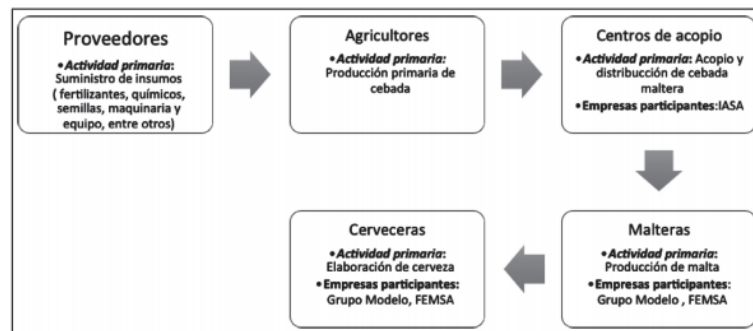 Proveedores
•Actividad primaria:
Suministro de insumos
( fertilizantes, químicos,
semillas, maquinaria y
equipo, entre otros)
Agricultores
•Actividad primaria:
Producción primaria de
cebada
Centros de acopio
•Actividad primaria: Acopio y
distribución de cebada
maltera
•Empresas participantes:IASA
Malteras
•Actividad primaria:
Producción de malta
•Empresas participantes:
Grupo Modelo , FEMSA
Cerveceras
•Actividad primaria:
Elaboración de cerveza
•Empresas participantes:
Grupo Modelo, FEMSA